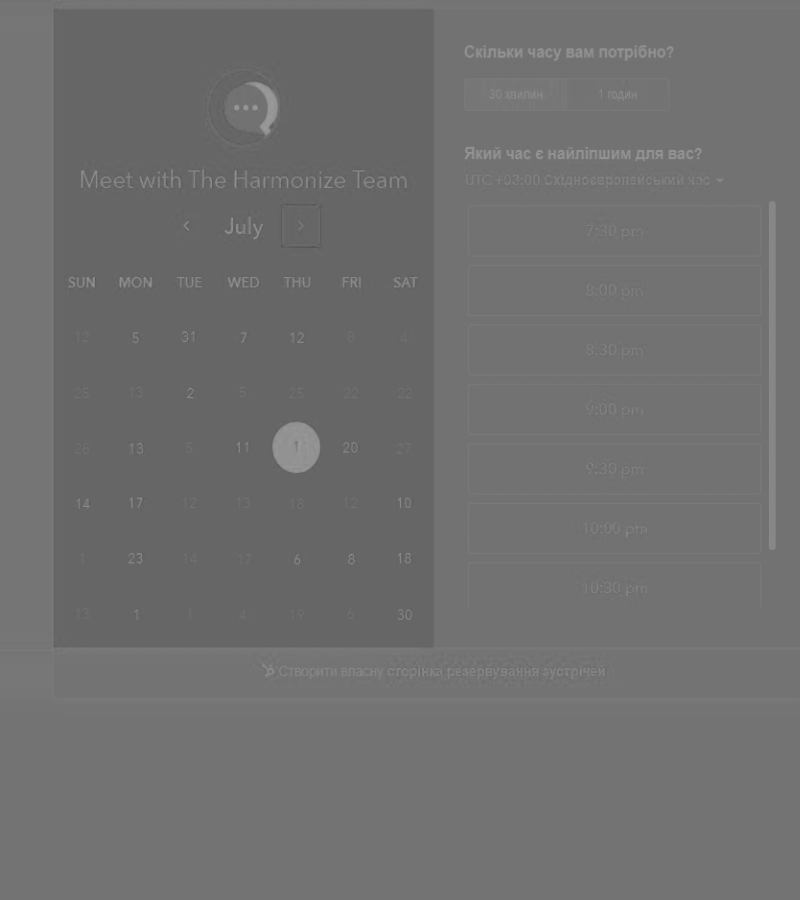 Meet with The Harmonize Team
July
SUN MON TUE WED THU FRI SAT
12 5 31 7 12 8 4
25 13 2 5 25 22 22
26 13 5 11 20 27
14 17 12 13 18 12 10
1 23 14 17 6 8 18
13 1 1 4 19 6 30
Скільки часу вам потрібно?
30 хвилин 1 годин
Який час є найліпшим для вас?
UTC +03:00 Східноєвропейський час
7:30 pm
8:00 pm
8:30 pm
9:00 pm
9:30 pm
10:00 pm
10:30 pm
Створити власну сторінка резервування зустрічей